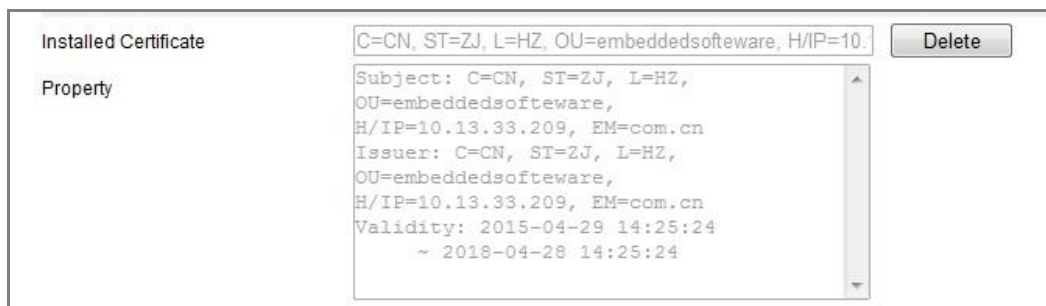 Installed Certificate
C=CN, ST=ZJ, L=HZ, OU=embeddedsofteware, H/IP=10.
Delete
Property
Subject: C=CN, ST=ZJ, L=HZ,
OU=embeddedsofteware,
H/IP=10.13.33.209, EM=com.cn
Issuer: C=CN, ST=ZJ, L=HZ,
OU=embeddedsofteware,
H/IP=10.13.33.209, EM=com.cn
Validity: 2015-04-29 14:25:24
~ 2018-04-28 14:25:24